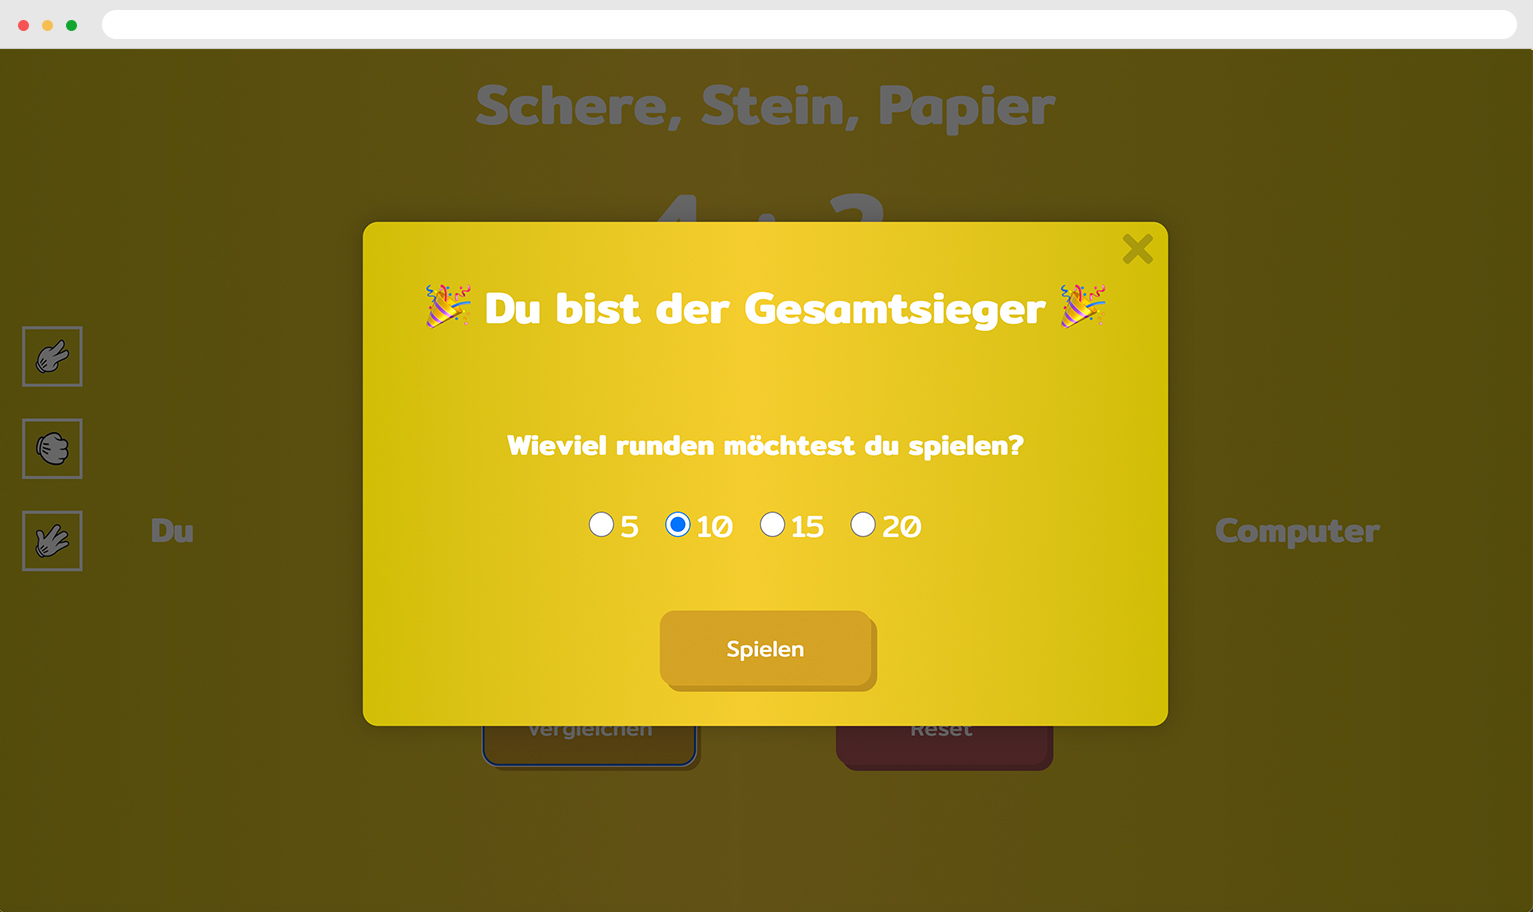 Schere, Stein, Papier
🎉 Du bist der Gesamtsieger 🎉
Wieviel runden möchtest du spielen?
5 10 15 20
Du
Computer
Spielen
Vergleichen
Reset